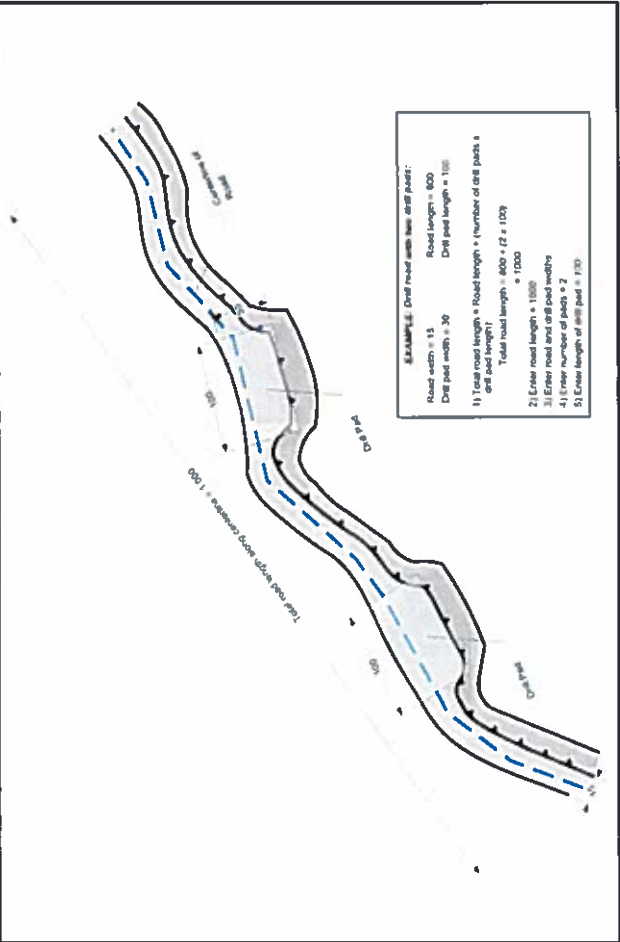 Centerline of
Road
100
Total road length along centerline = 1000
Drill Pad
100
Drill Pad
EXAMPLE: Drill road with two drill pads:
Road width = 15 Road length = 800
Drill pad width = 30 Drill pad length = 100
1) Total road length = Road length + (number of drill pads x
drill pad length)
Total road length = 800 + (2 x 100)
= 1000
2) Enter road length = 1000
3) Enter road and drill pad widths
4) Enter number of pads = 2
5) Enter length of drill pad = 100